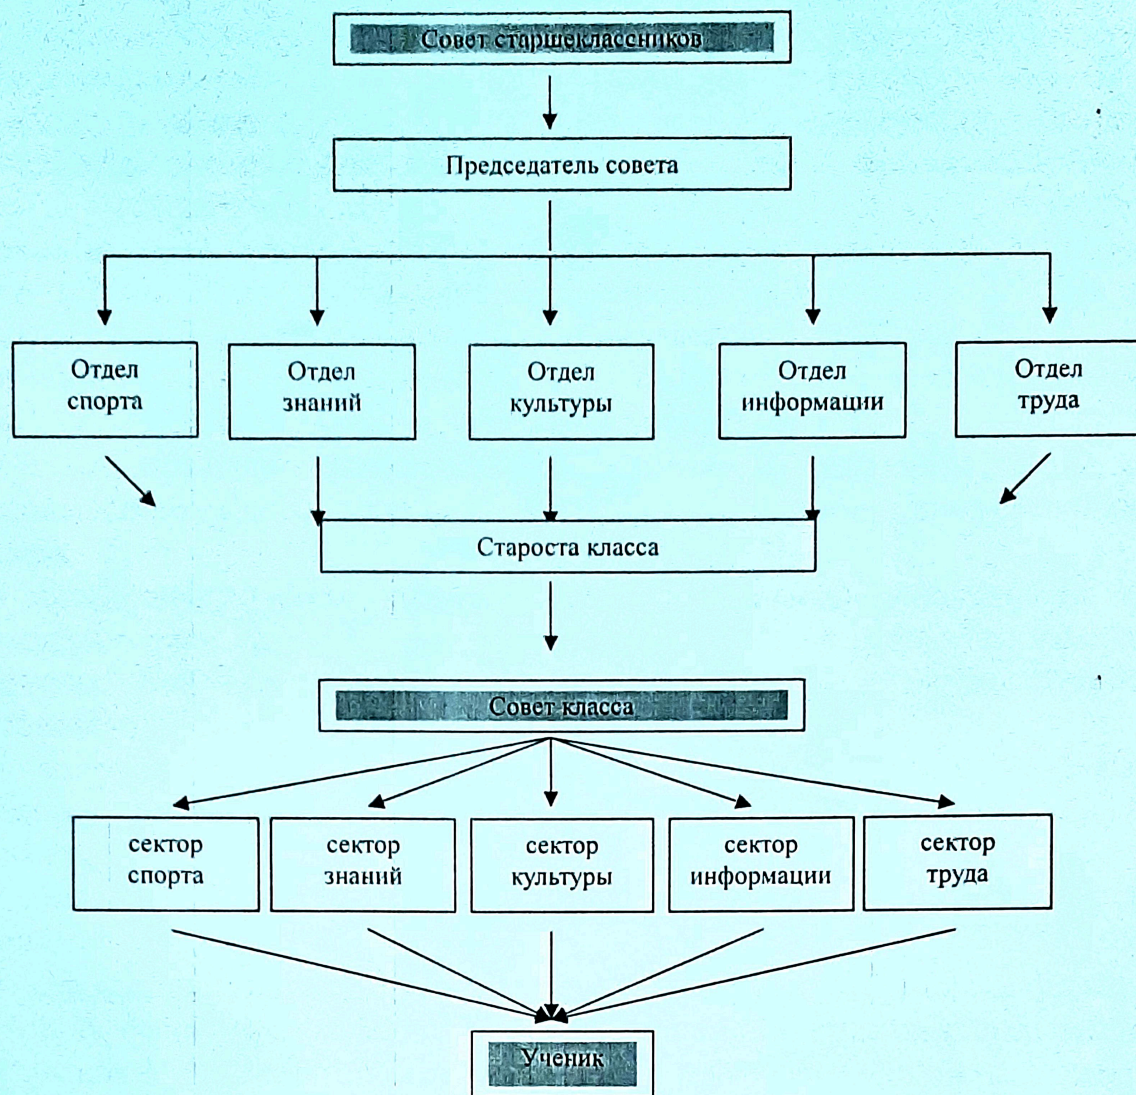 Совет старшеклассников
Председатель совета
Отдел
спорта
Отдел
знаний
Отдел
культуры
Отдел
информации
Отдел
труда
Староста класса
Совет класса
сектор
спорта
сектор
знаний
сектор
культуры
сектор
информации
сектор
труда
Ученик